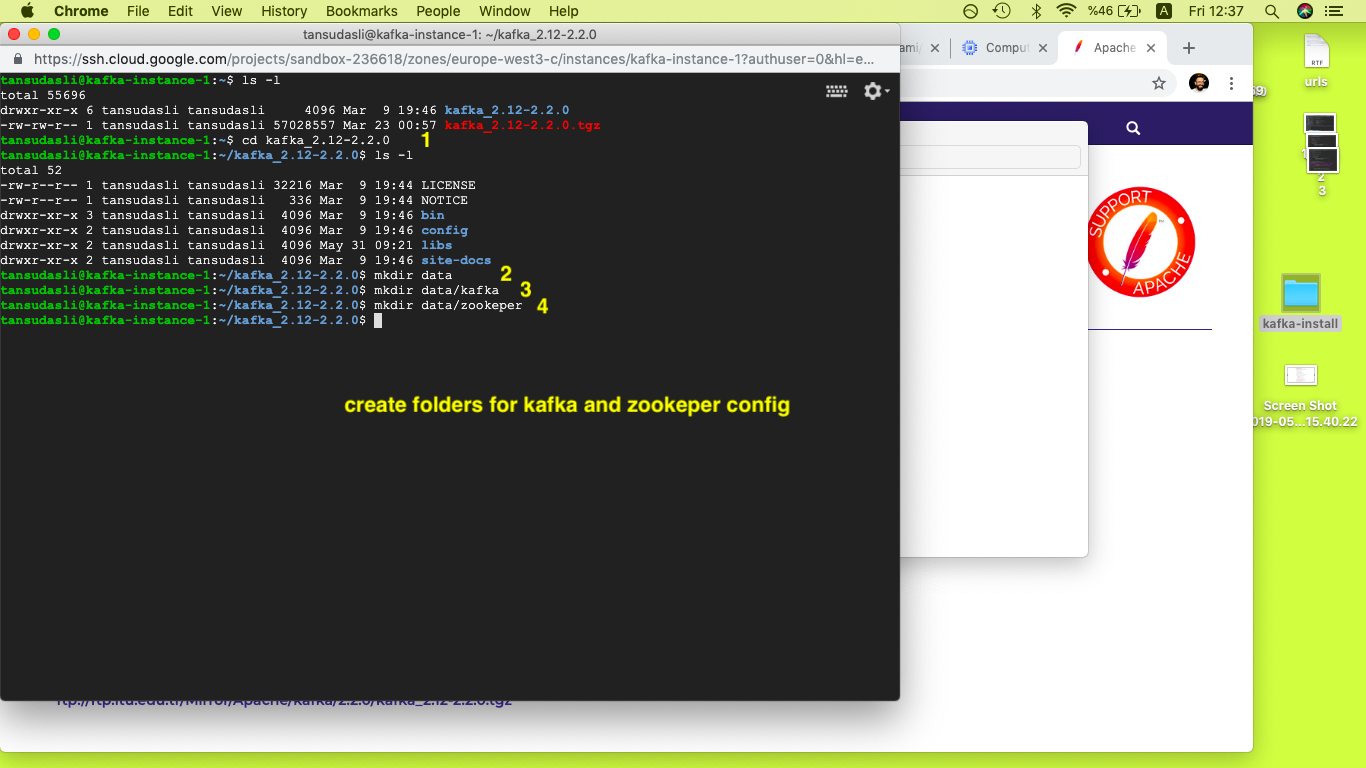 Chrome File Edit View History Bookmarks People Window Help %46 A Fri 12:37
tansudasli@kafka-instance-1: ~/kafka_2.12-2.2.0
https://ssh.cloud.google.com/projects/sandbox-236618/zones/europe-west3-c/instances/kafka-instance-1?authuser=0&hl=e...
tansudasli@kafka-instance-1:~$ ls -l
total 55696
drwxr-xr-x 6 tansudasli tansudasli     4096 Mar  9 19:46 kafka_2.12-2.2.0
-rw-rw-r-- 1 tansudasli tansudasli 57028557 Mar 23 00:57 kafka_2.12-2.2.0.tgz
tansudasli@kafka-instance-1:~$ cd kafka_2.12-2.2.0 1
tansudasli@kafka-instance-1:~/kafka_2.12-2.2.0$ ls -l
total 52
-rw-r--r-- 1 tansudasli tansudasli 32216 Mar  9 19:44 LICENSE
-rw-r--r-- 1 tansudasli tansudasli   336 Mar  9 19:44 NOTICE
drwxr-xr-x 3 tansudasli tansudasli  4096 Mar  9 19:46 bin
drwxr-xr-x 2 tansudasli tansudasli  4096 Mar  9 19:46 config
drwxr-xr-x 2 tansudasli tansudasli  4096 May 31 09:21 libs
drwxr-xr-x 2 tansudasli tansudasli  4096 Mar  9 19:46 site-docs
tansudasli@kafka-instance-1:~/kafka_2.12-2.2.0$ mkdir data 2
tansudasli@kafka-instance-1:~/kafka_2.12-2.2.0$ mkdir data/kafka 3
tansudasli@kafka-instance-1:~/kafka_2.12-2.2.0$ mkdir data/zookeper 4
tansudasli@kafka-instance-1:~/kafka_2.12-2.2.0$
create folders for kafka and zookeper config
ami/ Comput Apache
SUPPORT
APACHE
RTF
urls
2
3
kafka-install
Screen Shot
019-05...15.40.22
ftp://ftp.itu.edu.tr/Mirror/Apache/kafka/2.2.0/kafka_2.12-2.2.0.tgz